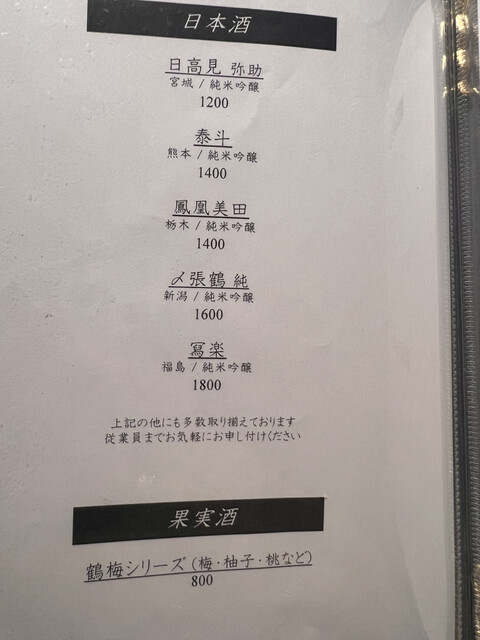 日本酒
日高見 弥助
宮城 / 純米吟醸
1200
泰斗
熊本 / 純米吟醸
1400
鳳凰美田
栃木 / 純米吟醸
1400
〆張鶴 純
新潟 / 純米吟醸
1600
冩楽
福島 / 純米吟醸
1800
上記の他にも多数取り揃えております
従業員までお気軽にお申し付けください
果実酒
鶴梅シリーズ (梅・柚子・桃など)
800